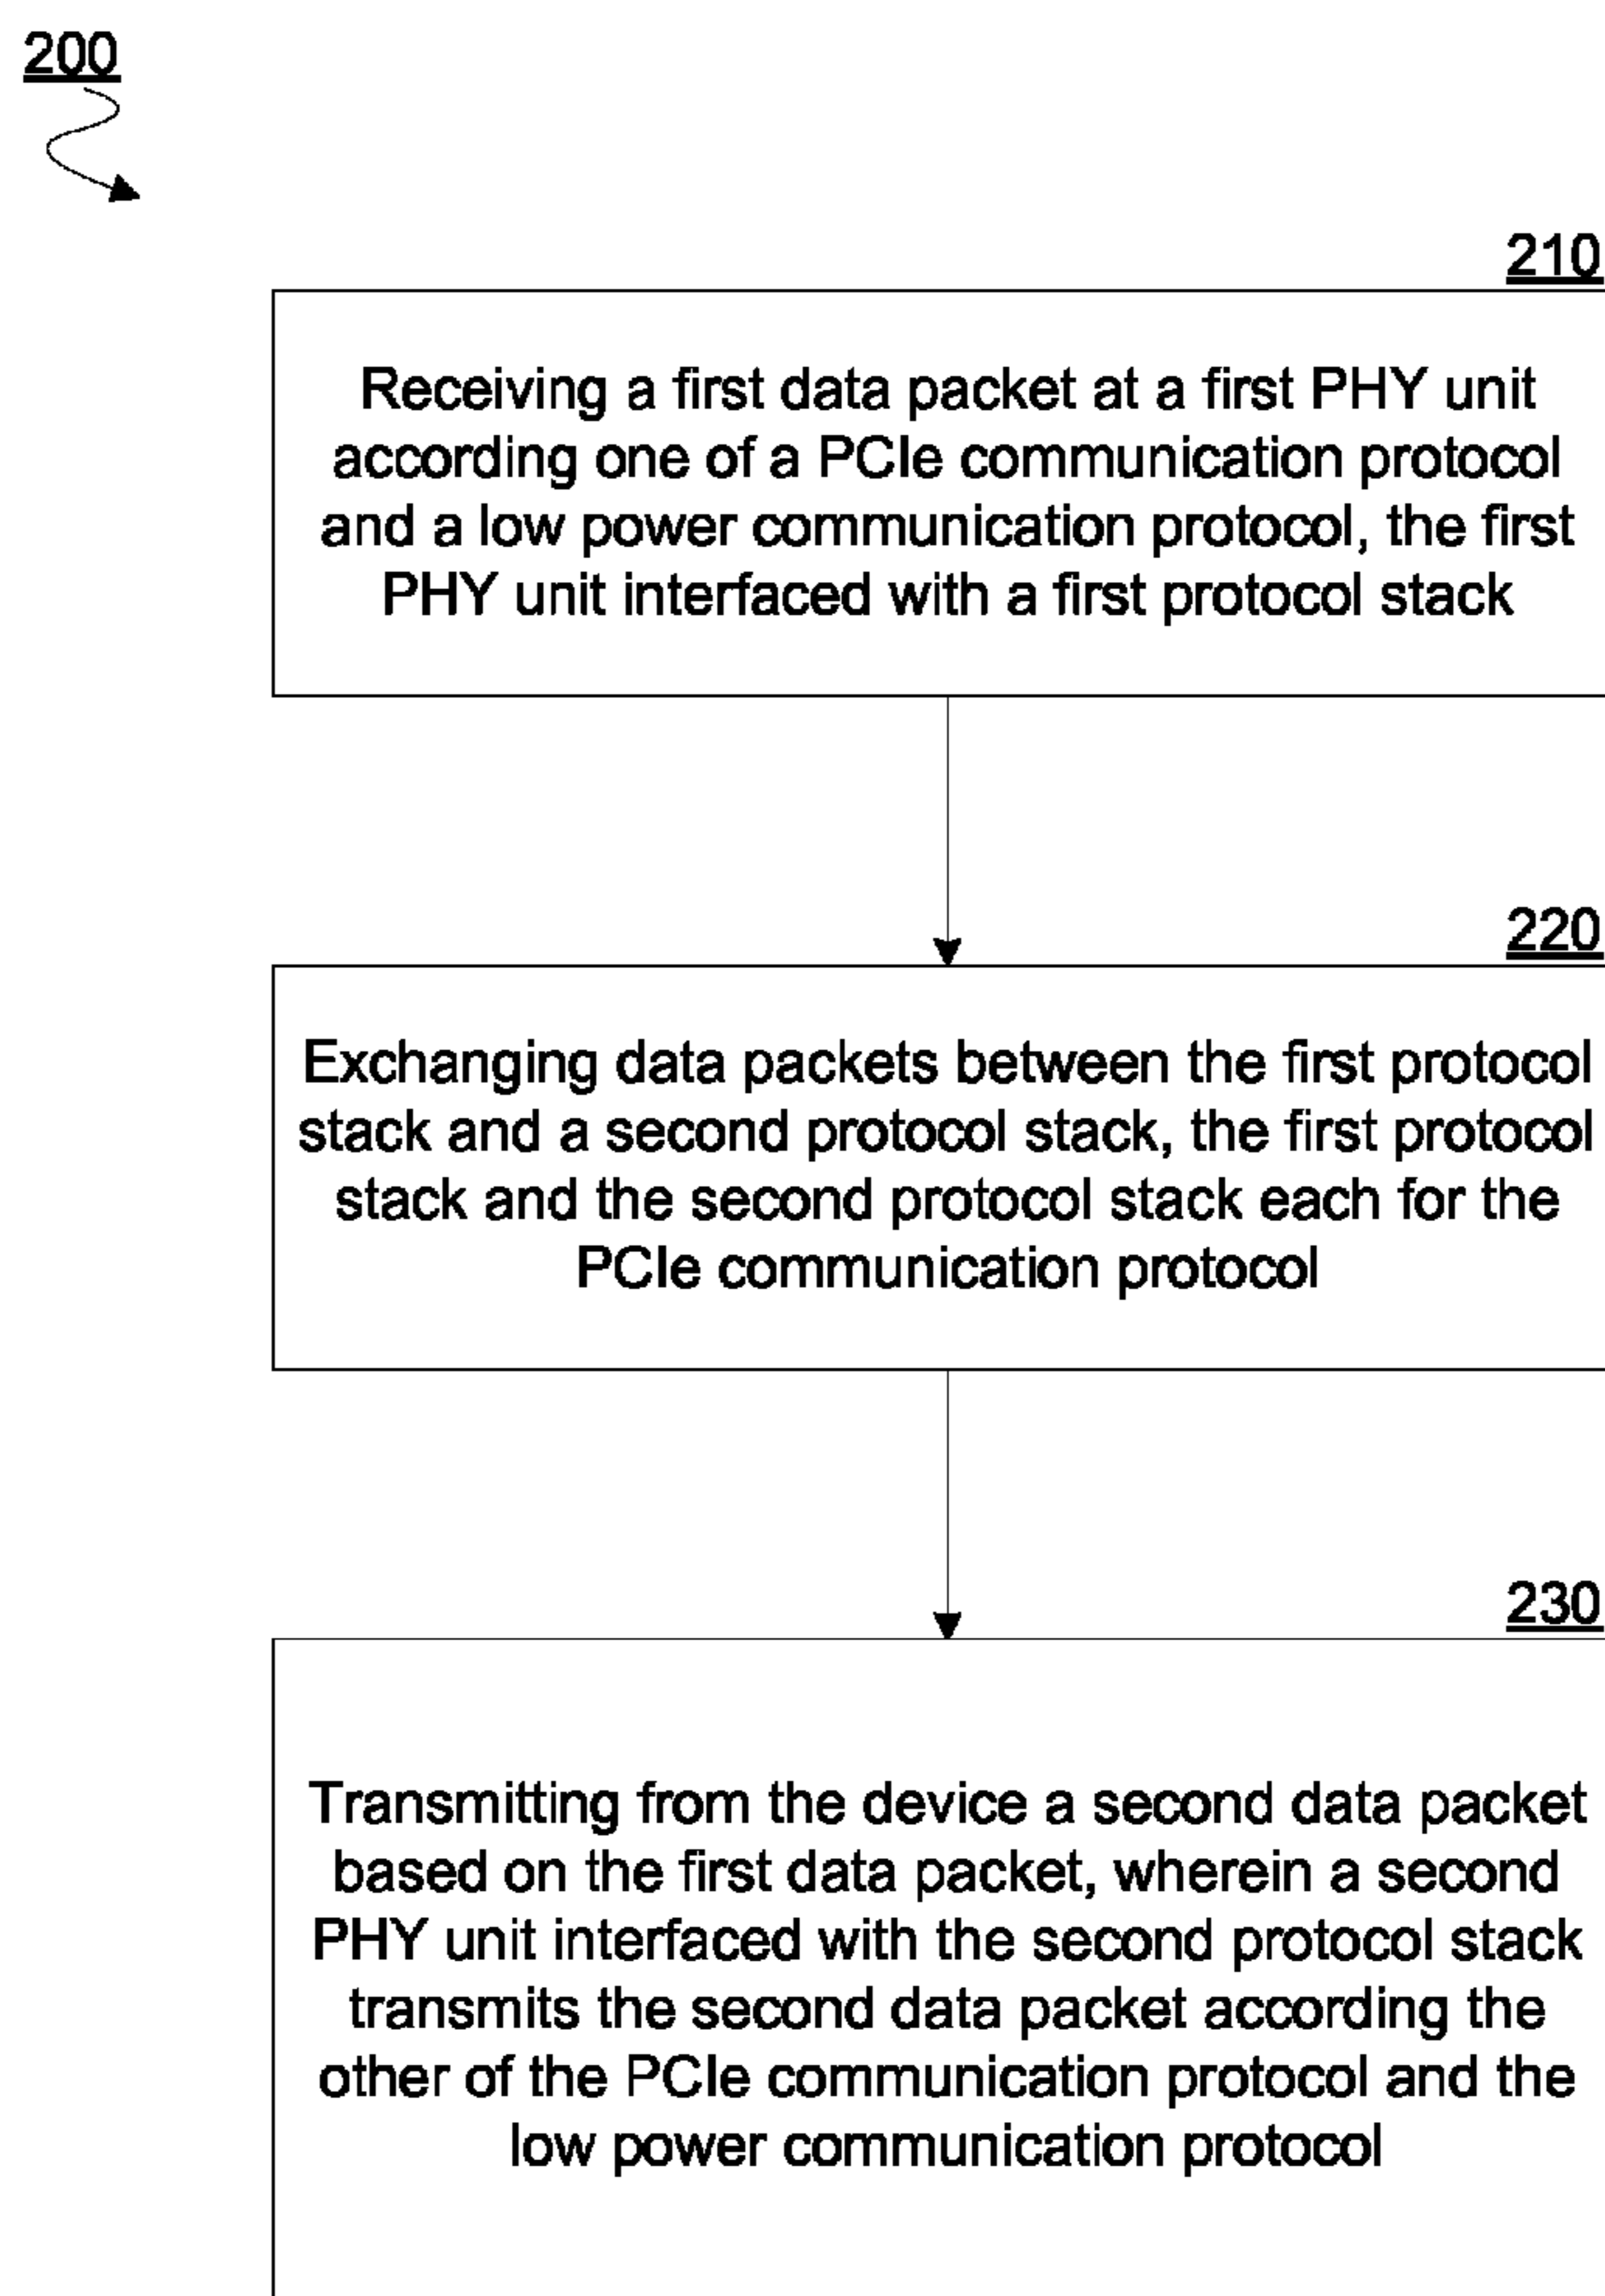 200
210
Receiving a first data packet at a first PHY unit
according one of a PCIe communication protocol
and a low power communication protocol, the first
PHY unit interfaced with a first protocol stack
220
Exchanging data packets between the first protocol
stack and a second protocol stack, the first protocol
stack and the second protocol stack each for the
PCIe communication protocol
230
Transmitting from the device a second data packet
based on the first data packet, wherein a second
PHY unit interfaced with the second protocol stack
transmits the second data packet according the
other of the PCIe communication protocol and the
low power communication protocol